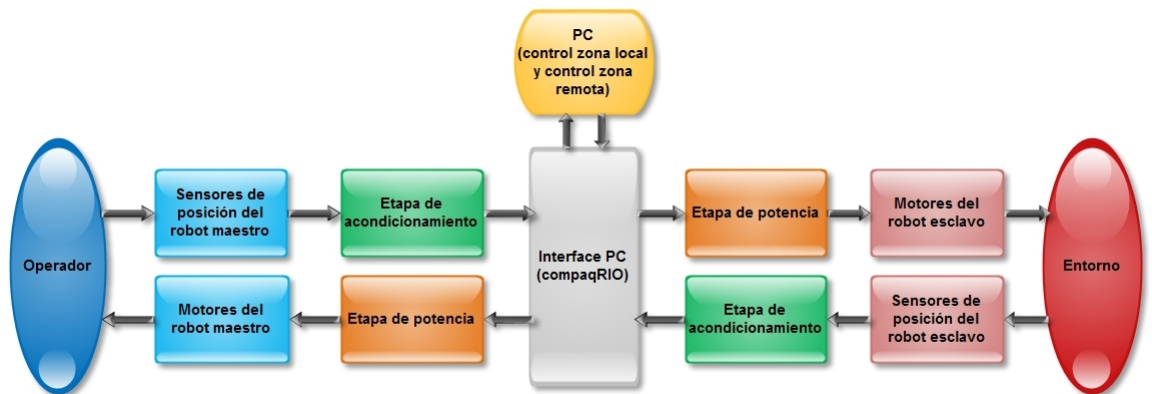 PC
(control zona local
y control zona
remota)
Operador
Sensores de
posición del
robot maestro
Etapa de
acondicionamiento
Interface PC
(compaqRIO)
Etapa de potencia
Motores del
robot esclavo
Entorno
Motores del
robot maestro
Etapa de potencia
Etapa de
acondicionamiento
Sensores de
posición del
robot esclavo